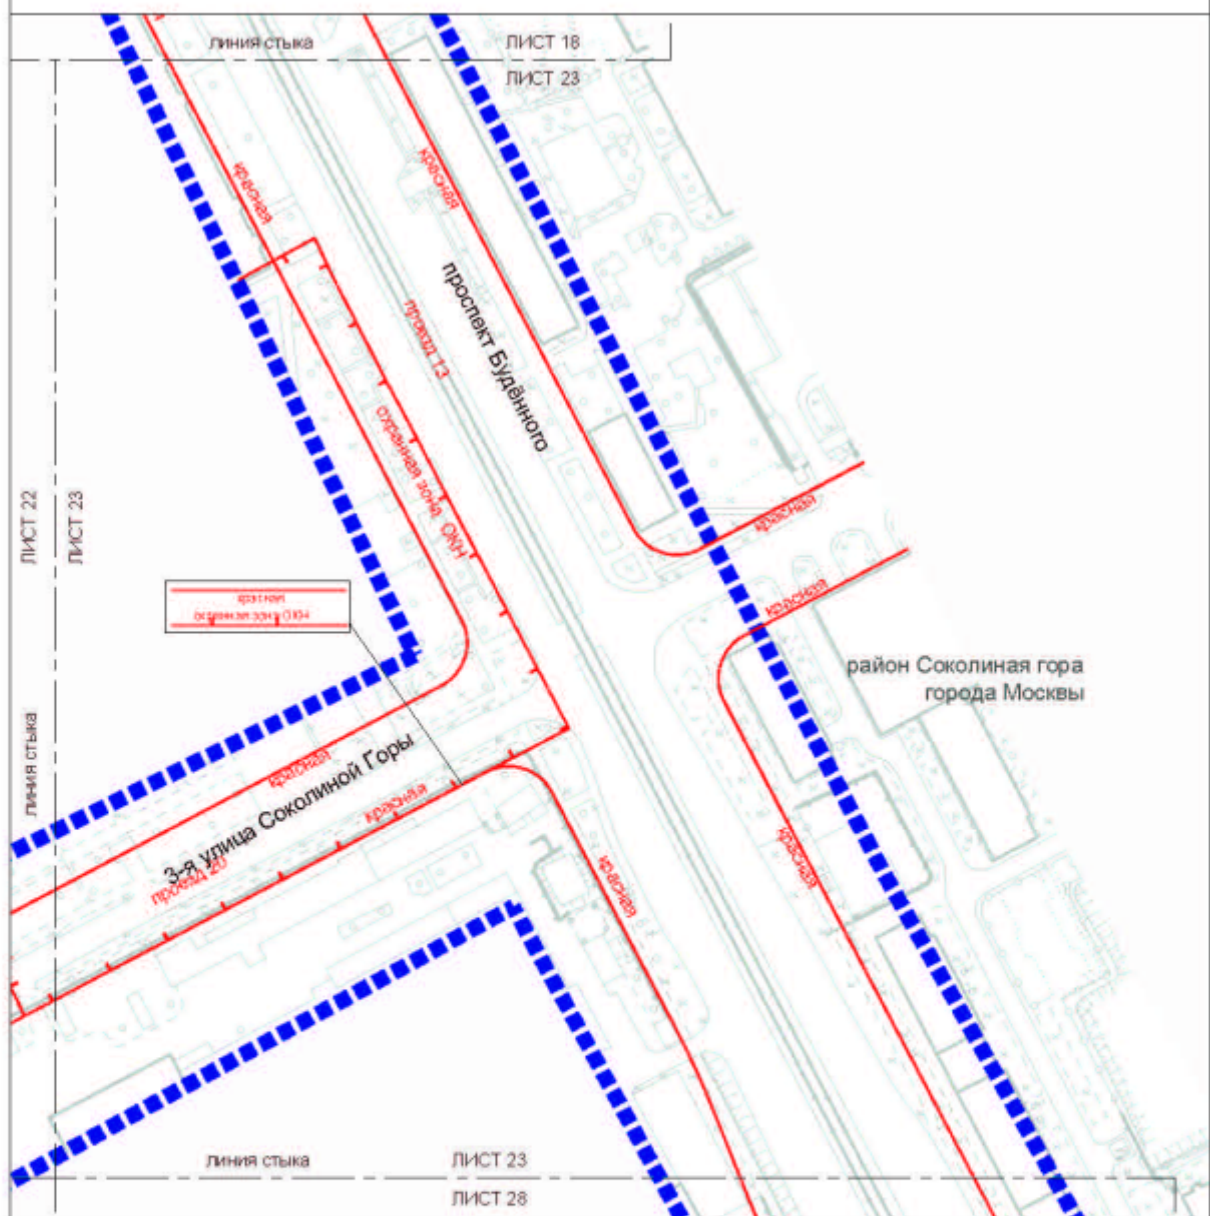 линия стыка
ЛИСТ 18
ЛИСТ 23
красная
красная
проспект Будённого
проезд 13
охранная зона ОКН
красная
красная
ЛИСТ 22
ЛИСТ 23
красная
охранная зона ОКН
район Соколиная гора
города Москвы
линия стыка
красная
3-я улица Соколиной Горы
красная
проезд 20
красная
красная
линия стыка
ЛИСТ 23
ЛИСТ 28